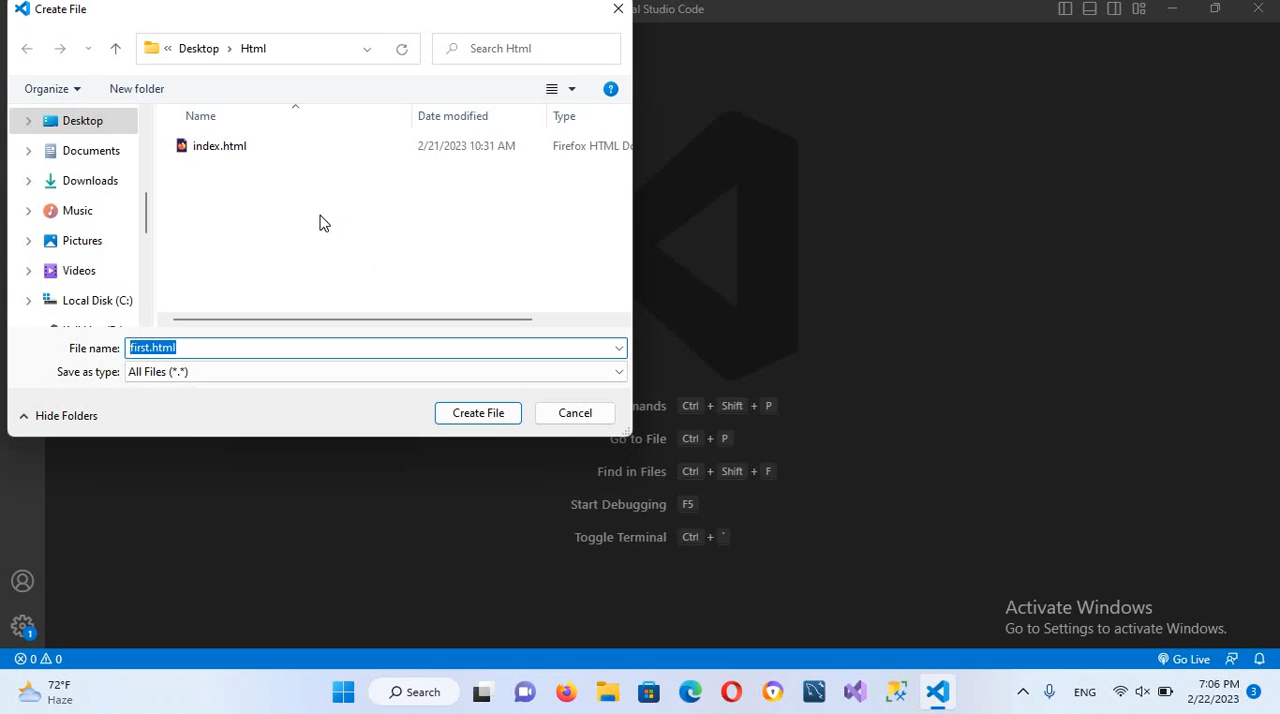 Create File
al Studio Code
Desktop
Html
Search Html
Organize
New folder
Name
Date modified
Type
Desktop
index.html
2/21/2023 10:31 AM
Firefox HTML Do
Documents
Downloads
Music
Pictures
Videos
Local Disk (C:)
File name: first.html
Save as type: All Files (*.*)
Hide Folders
Create File
Cancel
mands Ctrl + Shift + P
Go to File Ctrl + P
Find in Files Ctrl + Shift + F
Start Debugging F5
Toggle Terminal Ctrl + `
1
Activate Windows
Go to Settings to activate Windows.
0 0
Go Live
72°F
Haze
Search
ENG
7:06 PM
2/22/2023
3